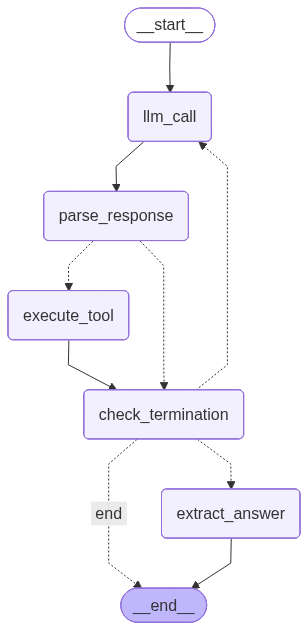 __start__
llm_call
parse_response
execute_tool
check_termination
end
extract_answer
__end__